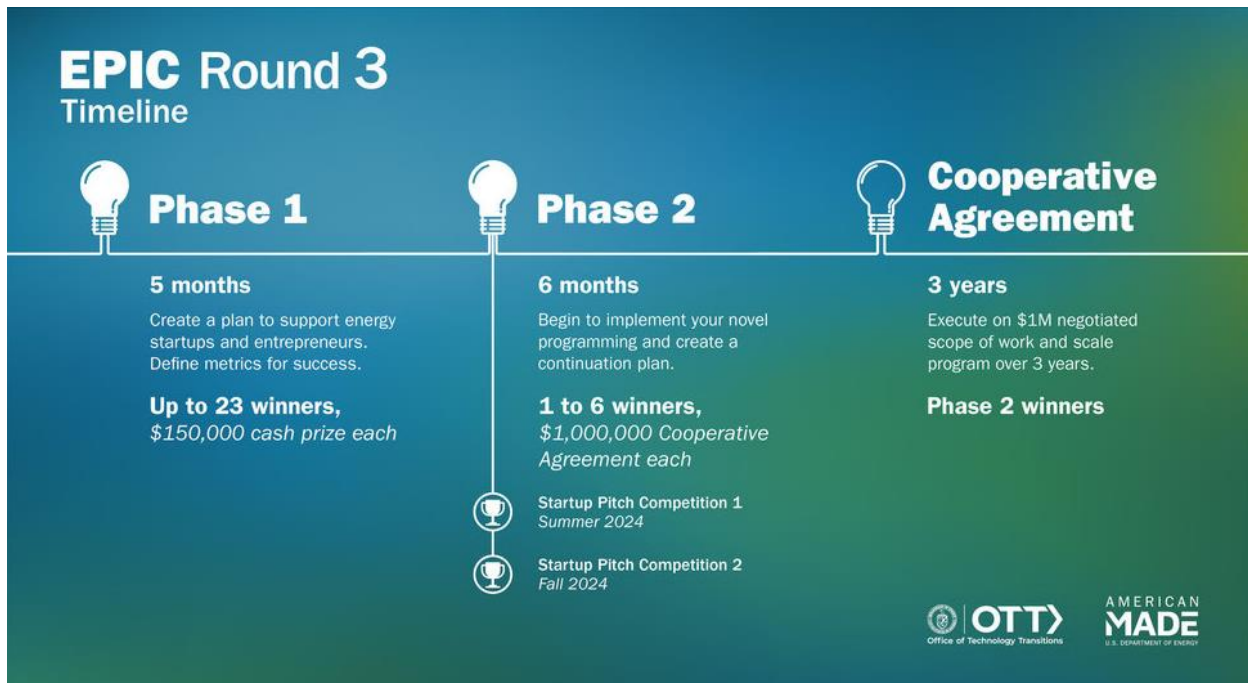 EPIC Round 3
Timeline
Phase 1
5 months
Create a plan to support energy
startups and entrepreneurs.
Define metrics for success.
Up to 23 winners,
$150,000 cash prize each
Phase 2
6 months
Begin to implement your novel
programming and create a
continuation plan.
1 to 6 winners,
$1,000,000 Cooperative
Agreement each
Startup Pitch Competition 1
Summer 2024
Startup Pitch Competition 2
Fall 2024
Cooperative
Agreement
3 years
Execute on $1M negotiated
scope of work and scale
program over 3 years.
Phase 2 winners
OTT
Office of Technology Transitions
AMERICAN
MADE
U.S. DEPARTMENT OF ENERGY